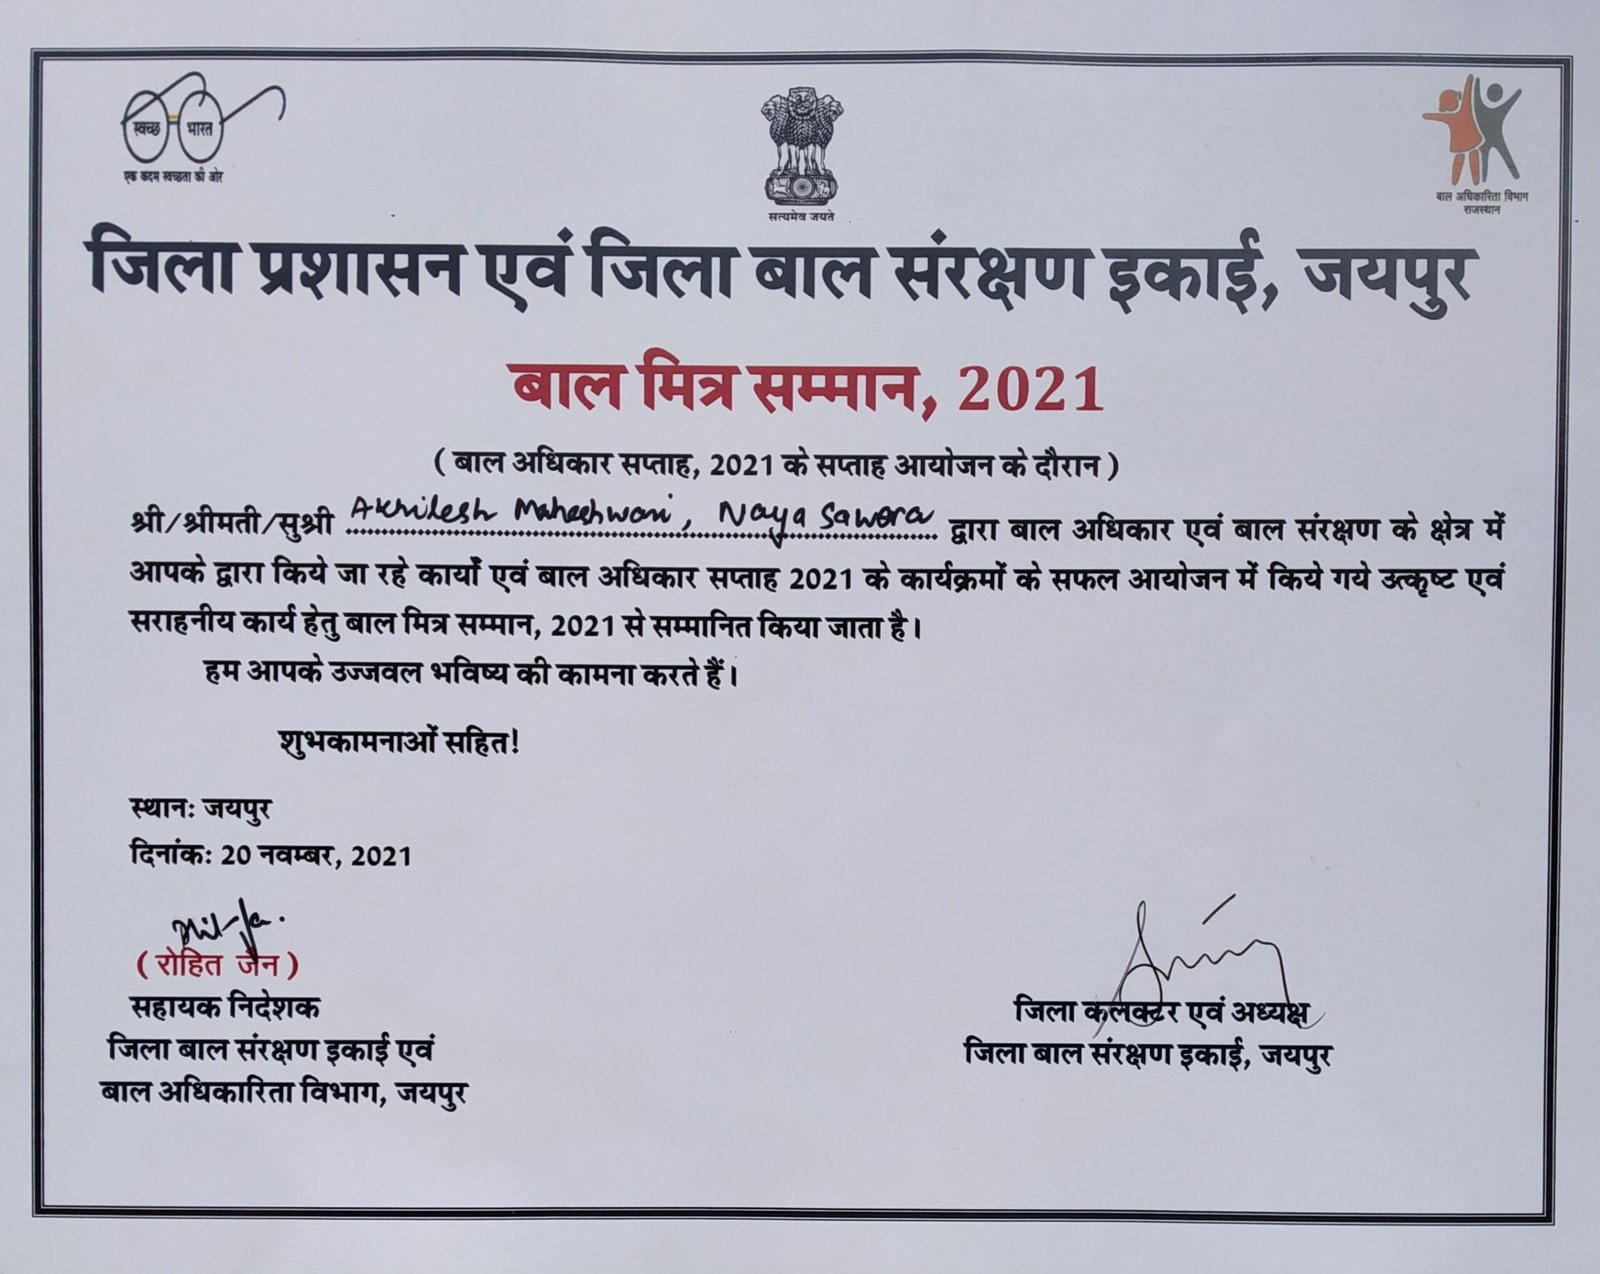 स्वच्छ भारत
एक कदम स्वच्छता की ओर
सत्यमेव जयते
बाल अधिकारिता विभाग
राजस्थान
जिला प्रशासन एवं जिला बाल संरक्षण इकाई, जयपुर
बाल मित्र सम्मान, 2021
( बाल अधिकार सप्ताह, 2021 के सप्ताह आयोजन के दौरान )
श्री/श्रीमती/सुश्री Akhilesh Maheshwari, Naya Sawera द्वारा बाल अधिकार एवं बाल संरक्षण के क्षेत्र में
आपके द्वारा किये जा रहे कार्यों एवं बाल अधिकार सप्ताह 2021 के कार्यक्रमों के सफल आयोजन में किये गये उत्कृष्ट एवं
सराहनीय कार्य हेतु बाल मित्र सम्मान, 2021 से सम्मानित किया जाता है।
हम आपके उज्जवल भविष्य की कामना करते हैं।
शुभकामनाओं सहित!
स्थानः जयपुर
दिनांकः 20 नवम्बर, 2021
( रोहित जैन )
सहायक निदेशक
जिला बाल संरक्षण इकाई एवं
बाल अधिकारिता विभाग, जयपुर
जिला कलक्टर एवं अध्यक्ष
जिला बाल संरक्षण इकाई, जयपुर